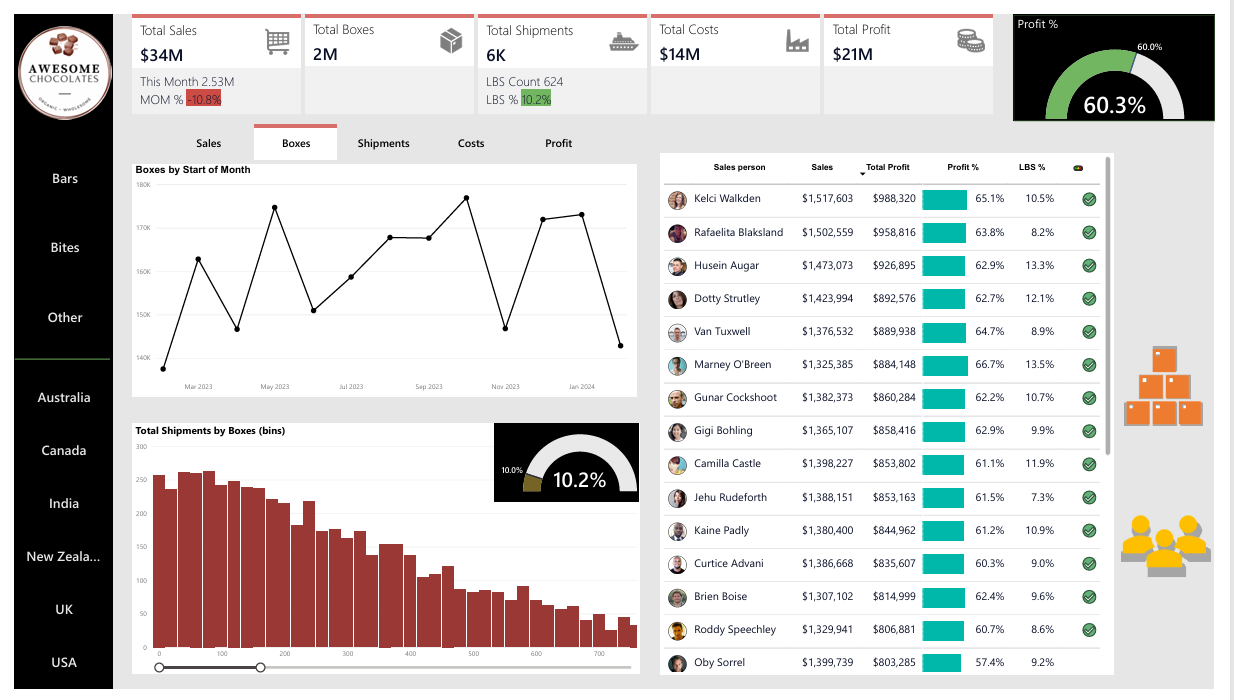 AWESOME
CHOCOLATES
ORGANIC - WHOLESOME
Bars
Bites
Other
Australia
Canada
India
New Zeala...
UK
USA
Total Sales
$34M
This Month 2.53M
MOM % -10.8%
Total Boxes
2M
Total Shipments
6K
LBS Count 624
LBS % 10.2%
Total Costs
$14M
Total Profit
$21M
Profit %
60.0%
60.3%
Sales Boxes Shipments Costs Profit
Boxes by Start of Month
180K
170K
160K
150K
140K
Mar 2023 May 2023 Jul 2023 Sep 2023 Nov 2023 Jan 2024
Total Shipments by Boxes (bins)
300
250
200
150
100
50
0
0 100 200 300 400 500 600 700
10.0%
10.2%
Sales person Sales Total Profit Profit % LBS %
Kelci Walkden $1,517,603 $988,320 65.1% 10.5%
Rafaelita Blaksland $1,502,559 $958,816 63.8% 8.2%
Husein Augar $1,473,073 $926,895 62.9% 13.3%
Dotty Strutley $1,423,994 $892,576 62.7% 12.1%
Van Tuxwell $1,376,532 $889,938 64.7% 8.9%
Marney O'Breen $1,325,385 $884,148 66.7% 13.5%
Gunar Cockshoot $1,382,373 $860,284 62.2% 10.7%
Gigi Bohling $1,365,107 $858,416 62.9% 9.9%
Camilla Castle $1,398,227 $853,802 61.1% 11.9%
Jehu Rudeforth $1,388,151 $853,163 61.5% 7.3%
Kaine Padly $1,380,400 $844,962 61.2% 10.9%
Curtice Advani $1,386,668 $835,607 60.3% 9.0%
Brien Boise $1,307,102 $814,999 62.4% 9.6%
Roddy Speechley $1,329,941 $806,881 60.7% 8.6%
Oby Sorrel $1,399,739 $803,285 57.4% 9.2%